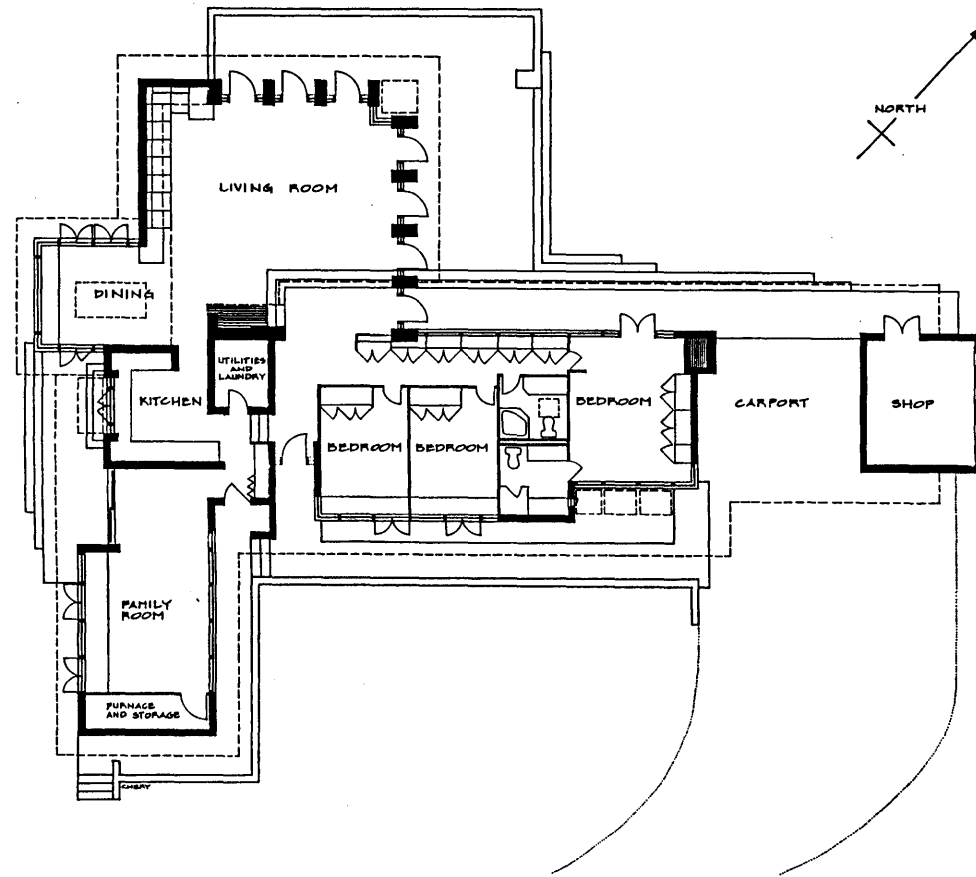 NORTH
LIVING ROOM
DINING
UTILITIES
AND
LAUNDRY
KITCHEN
BEDROOM
BEDROOM
BEDROOM
CARPORT
SHOP
FAMILY
ROOM
FURNACE
AND STORAGE